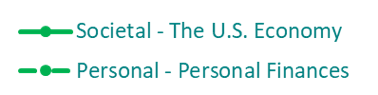 Societal - The U.S. Economy
Personal - Personal Finances